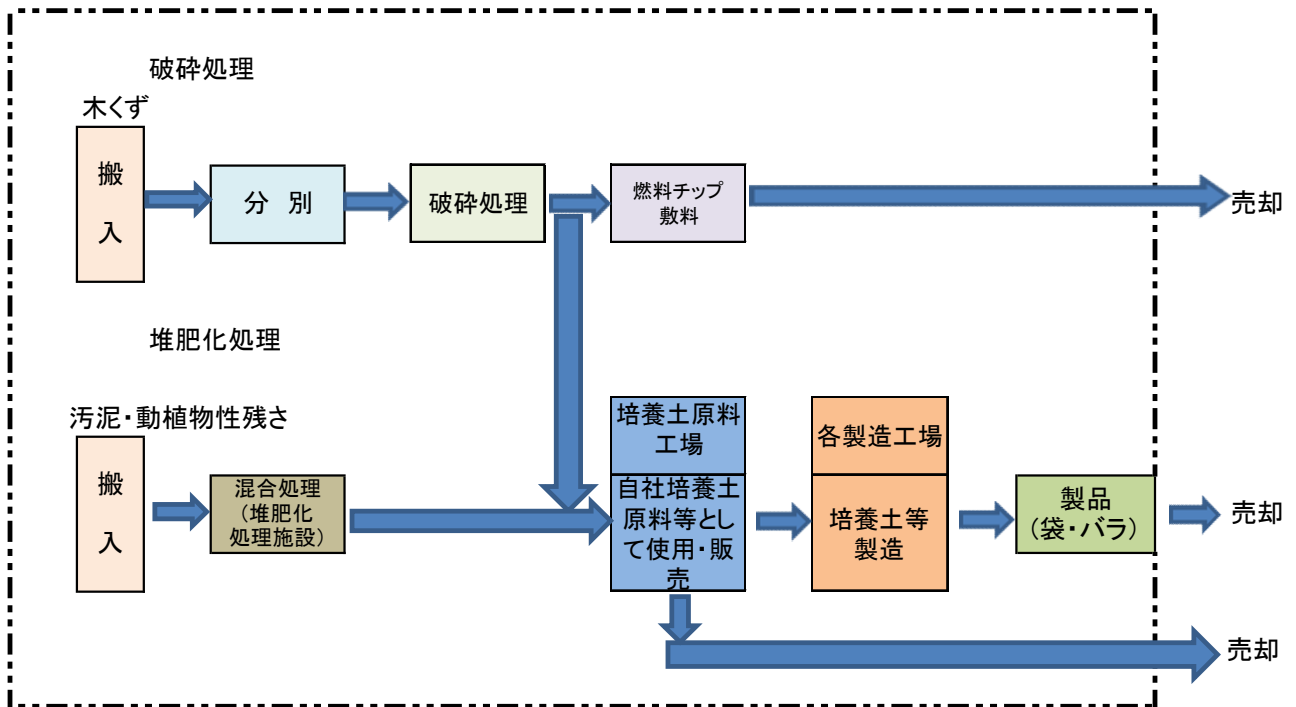 破砕処理
木くず
搬
入
分 別
破砕処理
燃料チップ
敷料
売却
堆肥化処理
汚泥・動植物性残さ
搬
入
混合処理
(堆肥化
処理施設)
培養土原料
工場
自社培養土
原料等とし
て使用・販
売
各製造工場
培養土等
製造
製品
(袋・バラ)
売却
売却